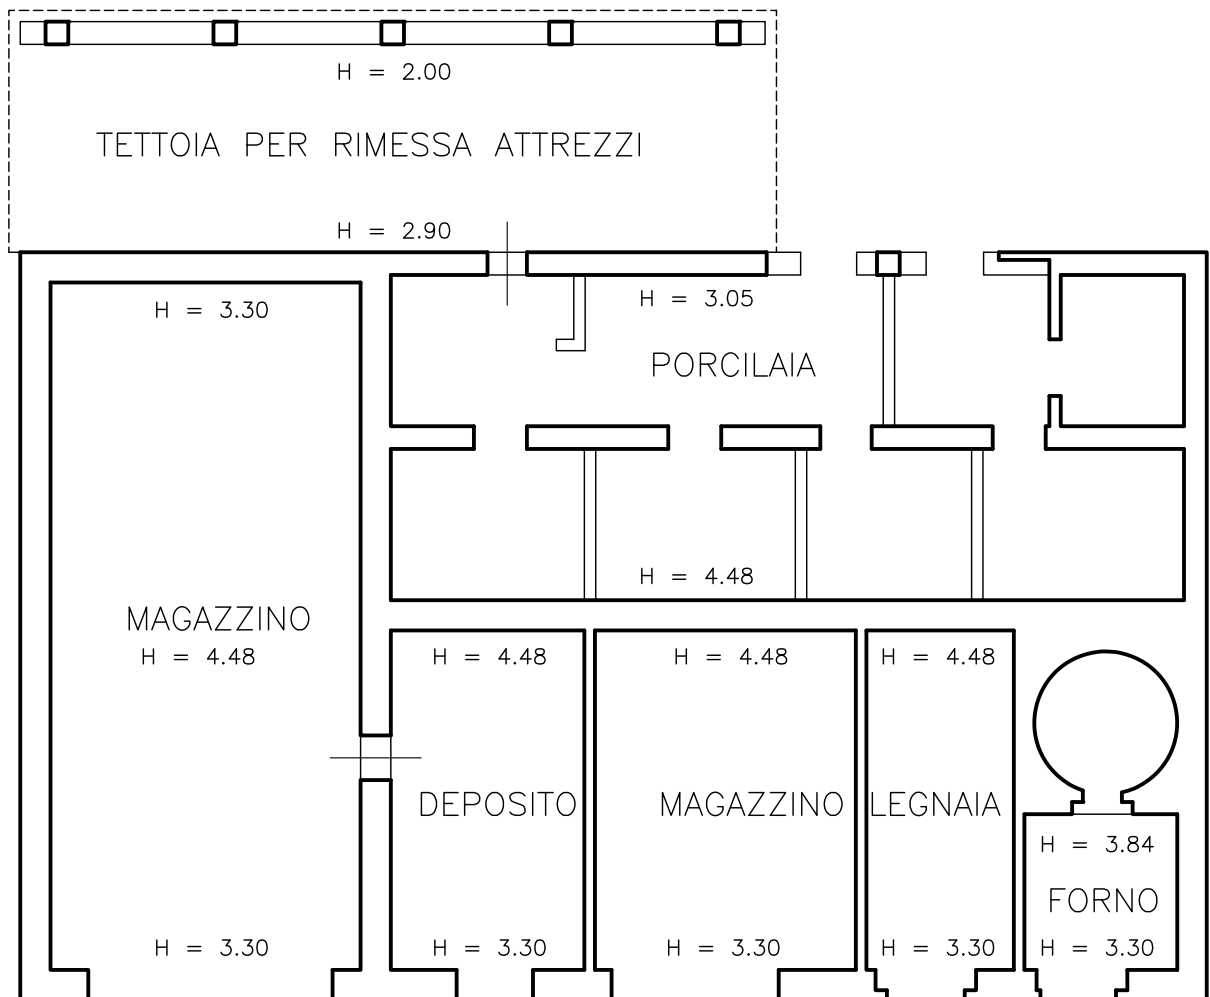 H = 2.00
TETTOIA PER RIMESSA ATTREZZI
H = 2.90
H = 3.30
H = 3.05
PORCILAIA
H = 4.48
MAGAZZINO
H = 4.48
H = 4.48
H = 4.48
H = 4.48
DEPOSITO
MAGAZZINO
LEGNAIA
H = 3.84
FORNO
H = 3.30
H = 3.30
H = 3.30
H = 3.30
H = 3.30